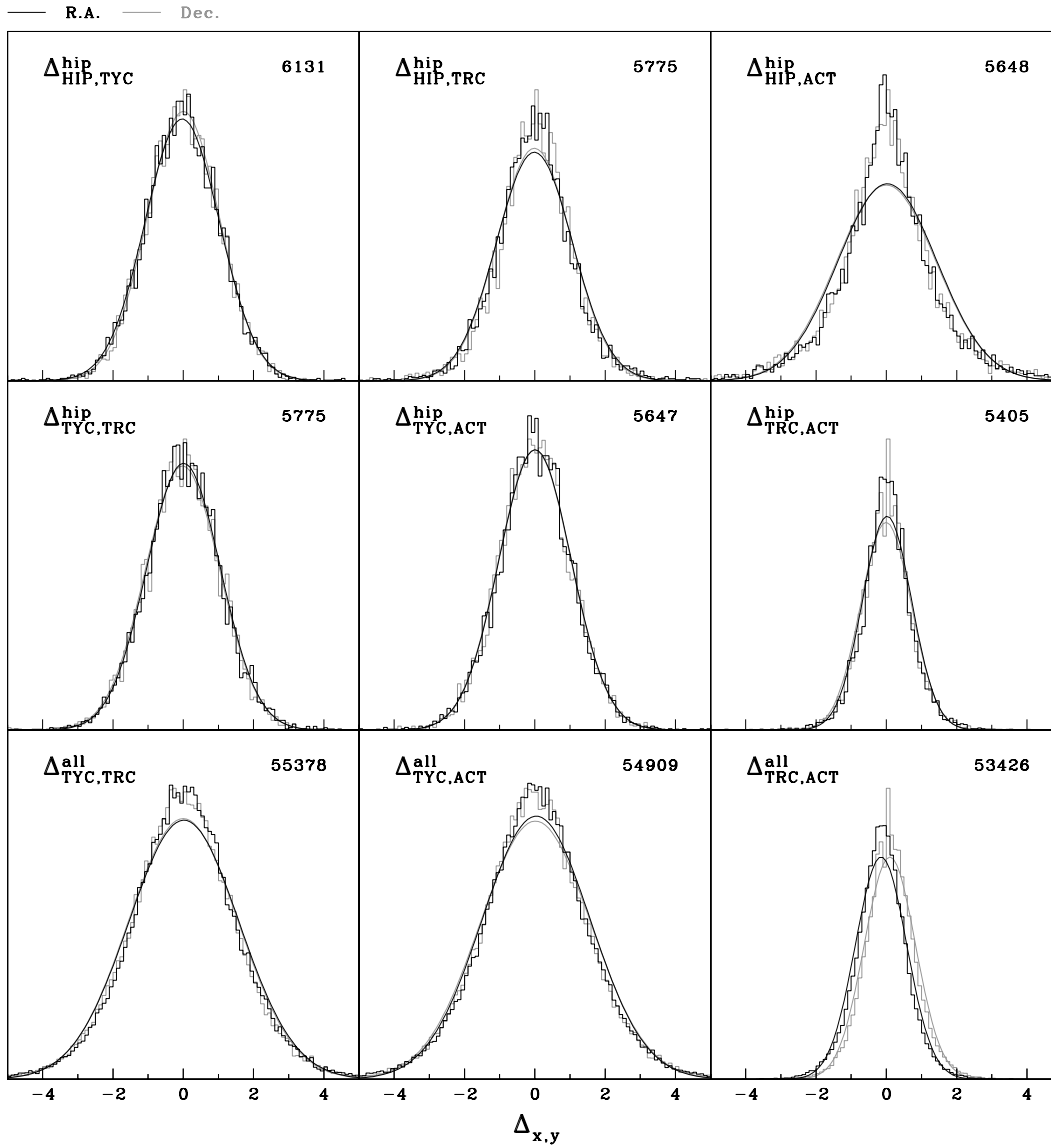 R.A. Dec.
Δ^hip_HIP,TYC 6131 Δ^hip_HIP,TRC 5775 Δ^hip_HIP,ACT 5648
−4 −2 0 2 −4 −2 0 2 4 −4 −2 0 2 4
Δ^hip_TYC,TRC 5775 Δ^hip_TYC,ACT 5647 Δ^hip_TRC,ACT 5405
Δ^all_TYC,TRC 55378 Δ^all_TYC,ACT 54909 Δ^all_TRC,ACT 53426
Δx,y